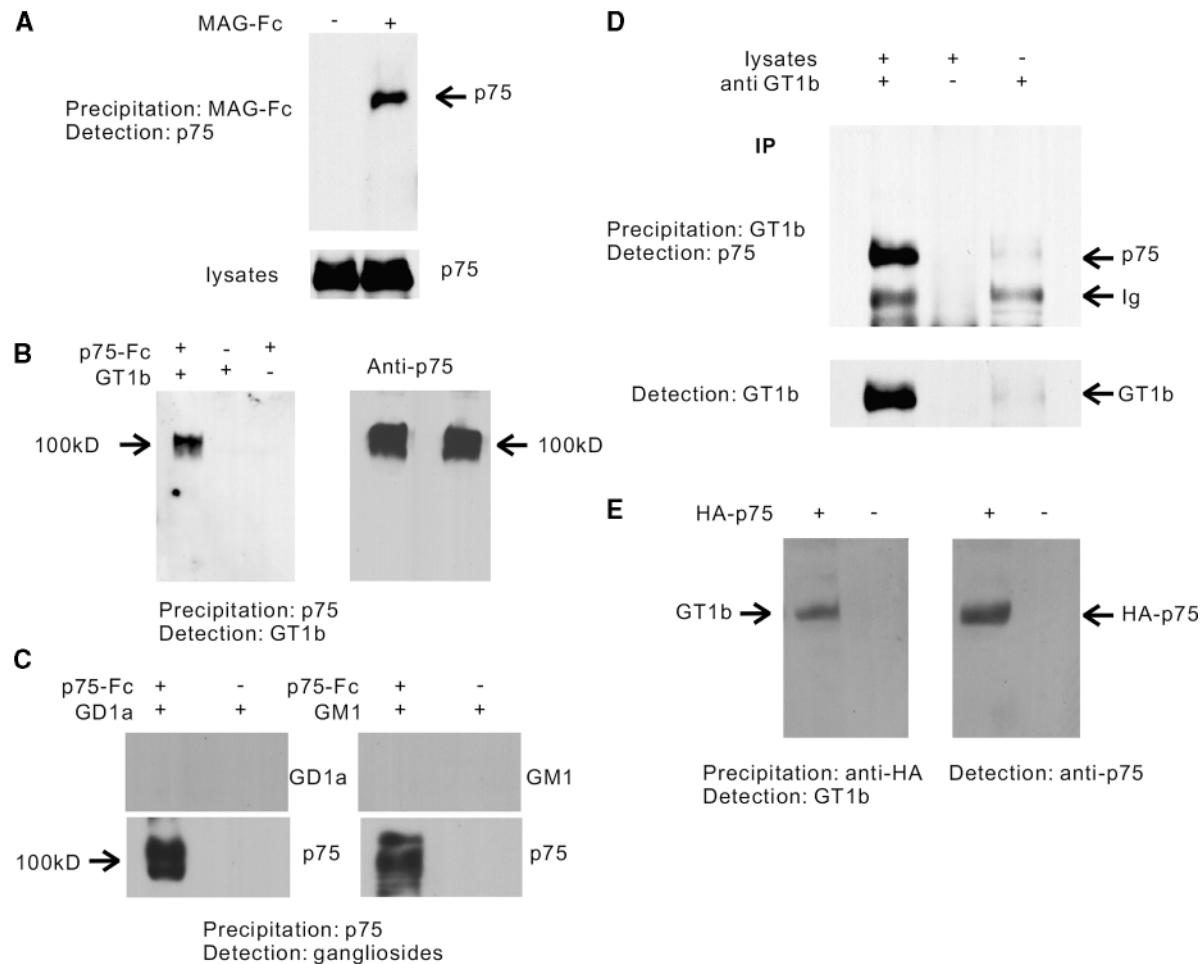 A
MAG-Fc - +
Precipitation: MAG-Fc
Detection: p75
p75
lysates
p75
B
p75-Fc + - +
GT1b + + -
Anti-p75
100kD
100kD
Precipitation: p75
Detection: GT1b
C
p75-Fc + -
GD1a + +
p75-Fc + -
GM1 + +
GD1a
GM1
100kD
p75
p75
Precipitation: p75
Detection: gangliosides
D
lysates + + -
anti GT1b + - +
IP
Precipitation: GT1b
Detection: p75
p75
Ig
Detection: GT1b
GT1b
E
HA-p75 + - + -
GT1b
HA-p75
Precipitation: anti-HA
Detection: GT1b
Detection: anti-p75